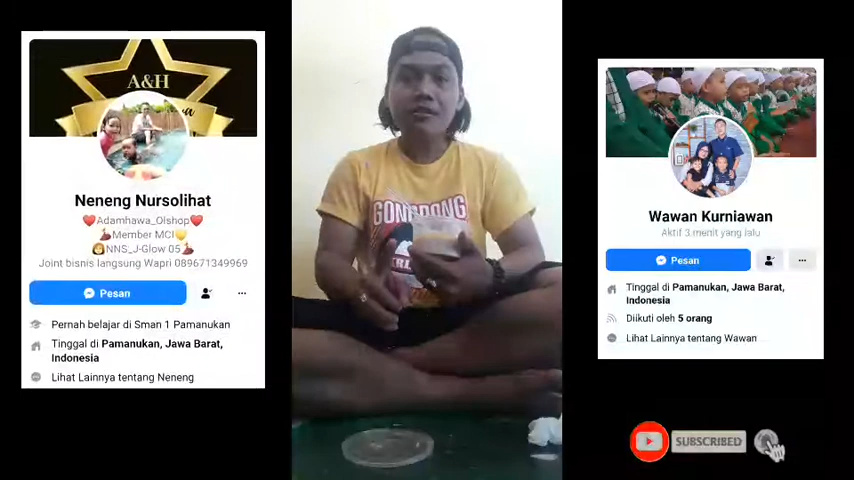 A&H
Neneng Nursolihat
❤️Adamhawa_Olshop❤️
Member MCI
NNS_J-Glow 05
Joint bisnis langsung Wapri 089671349969
Pesan
Pernah belajar di Sman 1 Pamanukan
Tinggal di Pamanukan, Jawa Barat,
Indonesia
Lihat Lainnya tentang Neneng
Wawan Kurniawan
Aktif 3 menit yang lalu
Pesan
Tinggal di Pamanukan, Jawa Barat,
Indonesia
Diikuti oleh 5 orang
Lihat Lainnya tentang Wawan
SUBSCRIBED